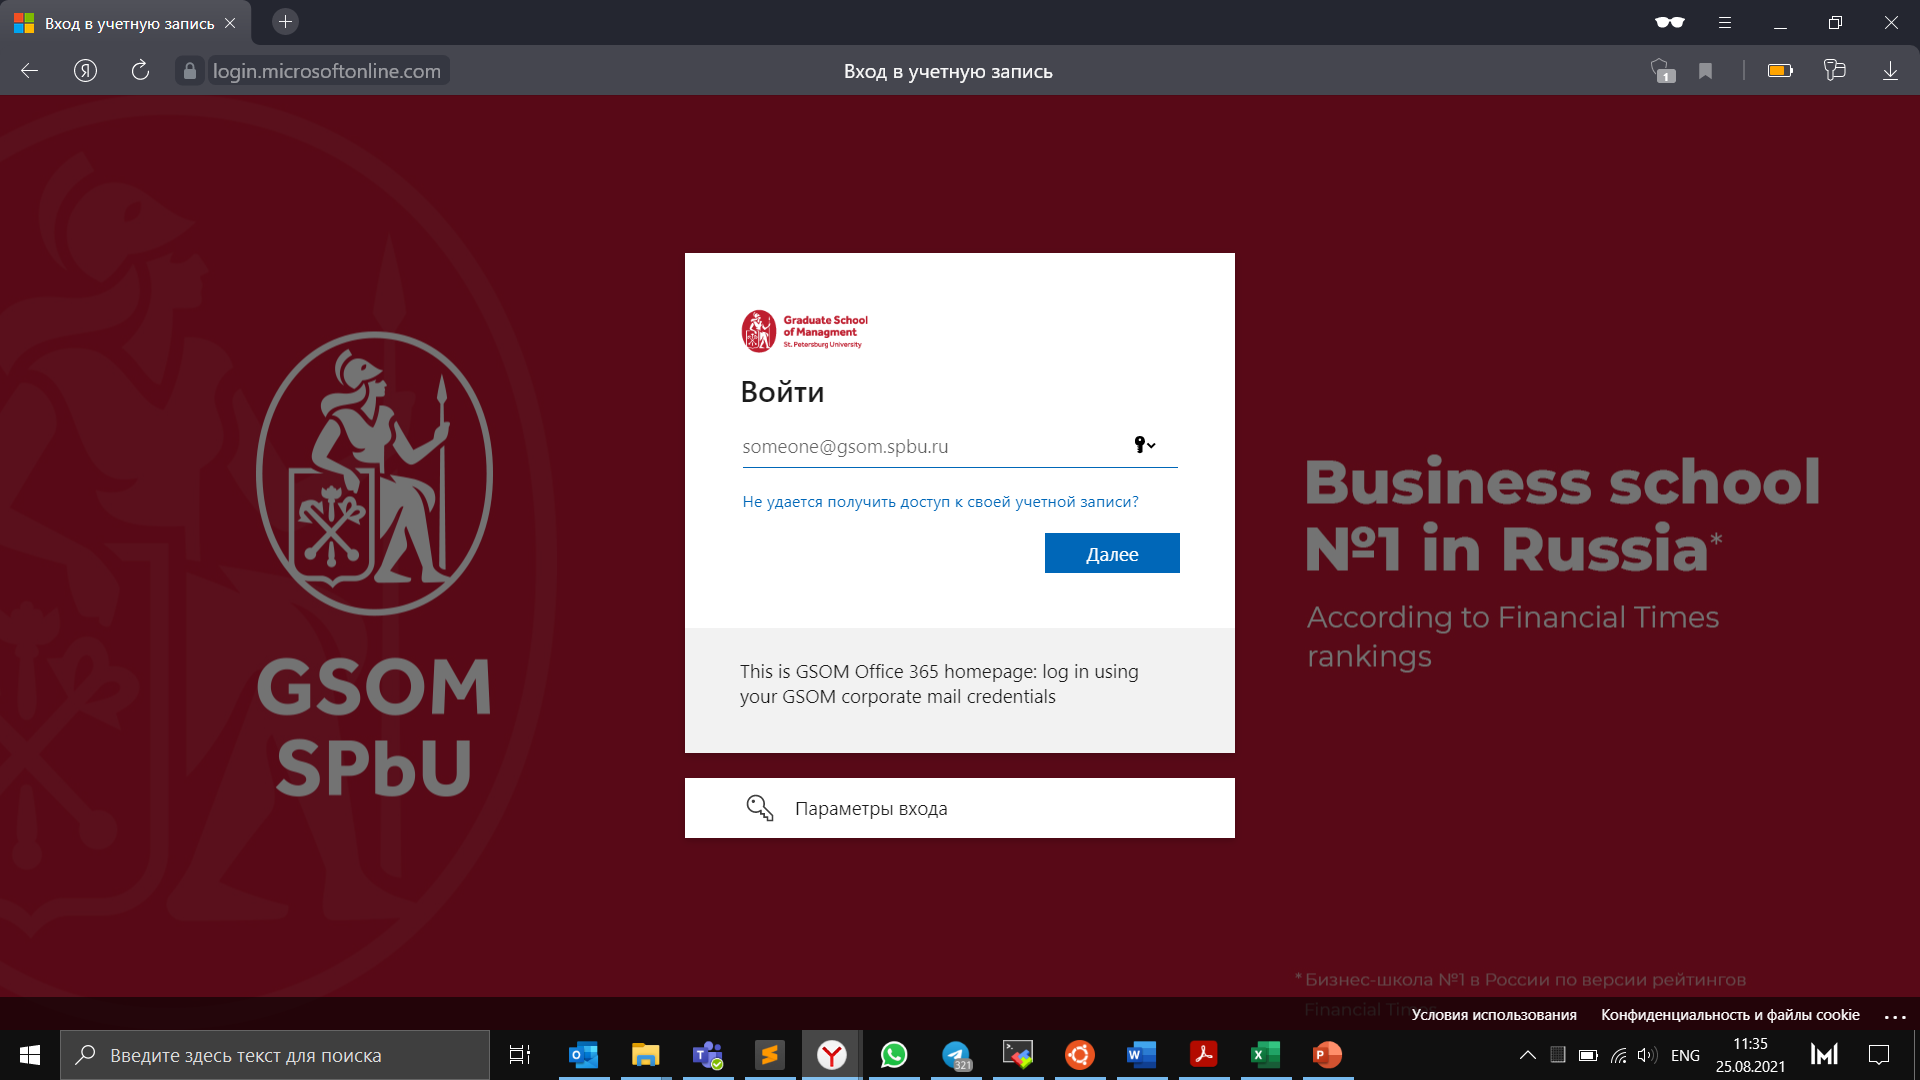 Вход в учетную запись
login.microsoftonline.com
Вход в учетную запись
1
Graduate School
of Managment
St. Petersburg University
Войти
someone@gsom.spbu.ru
Не удается получить доступ к своей учетной записи?
Далее
This is GSOM Office 365 homepage: log in using
your GSOM corporate mail credentials
Параметры входа
GSOM
SPbU
Business school
№1 in Russia*
According to Financial Times
rankings
*Бизнес-школа №1 в России по версии рейтингов
Financial Times
Условия использования
Конфиденциальность и файлы cookie
Введите здесь текст для поиска
321
ENG
11:35
25.08.2021